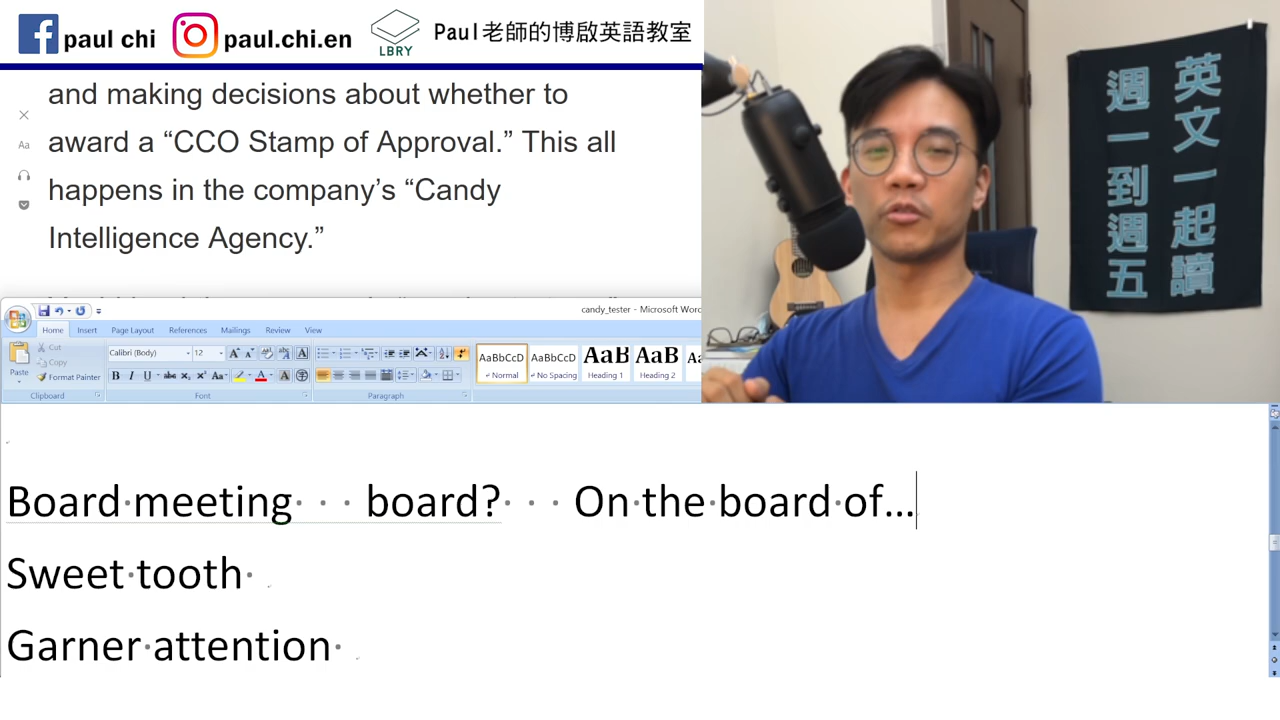 paul chi
paul.chi.en
LBRY
Paul老師的博啟英語教室
and making decisions about whether to
award a “CCO Stamp of Approval.” This all
happens in the company’s “Candy
Intelligence Agency.”
Aa
candy_tester - Microsoft Word
Home Insert Page Layout References Mailings Review View
Cut
Copy
Format Painter
Paste
Clipboard
Calibri (Body) 12
Font
Paragraph
AaBbCcD AaBbCcD AaB AaB
Normal No Spacing Heading 1 Heading 2
Board meeting board? On the board of...
Sweet tooth
Garner attention
英文一起讀
週一到週五